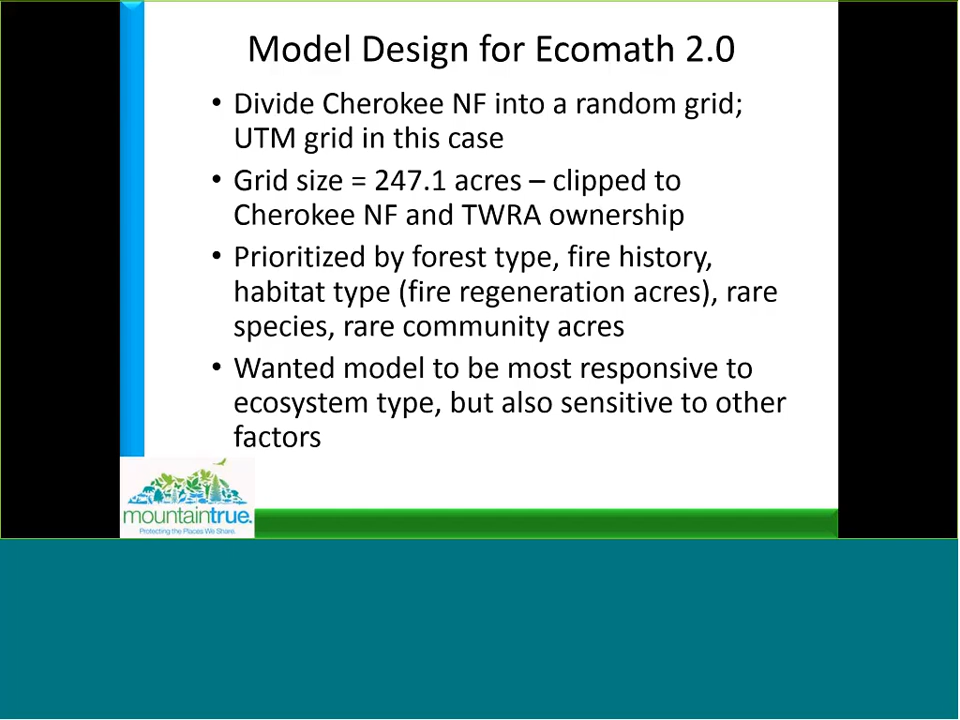 Model Design for Ecomath 2.0
• Divide Cherokee NF into a random grid;
UTM grid in this case
• Grid size = 247.1 acres – clipped to
Cherokee NF and TWRA ownership
• Prioritized by forest type, fire history,
habitat type (fire regeneration acres), rare
species, rare community acres
• Wanted model to be most responsive to
ecosystem type, but also sensitive to other
factors
mountaintrue.
Protecting the Places We Share.